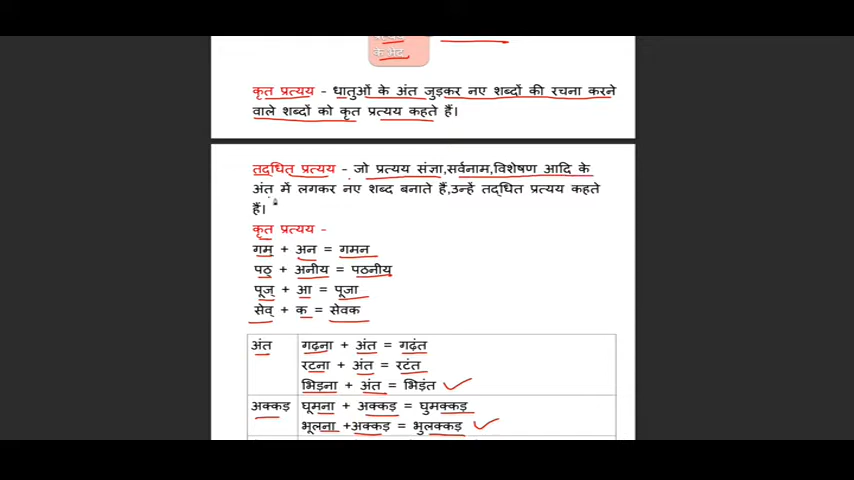 के भेद
कृत प्रत्यय - धातुओं के अंत जुड़कर नए शब्दों की रचना करने
वाले शब्दों को कृत प्रत्यय कहते हैं।
तद्धित प्रत्यय - जो प्रत्यय संज्ञा,सर्वनाम,विशेषण आदि के
अंत में लगकर नए शब्द बनाते हैं,उन्हें तद्धित प्रत्यय कहते
हैं।
कृत प्रत्यय -
गम् + अन = गमन
पठ् + अनीय = पठनीय
पूज् + आ = पूजा
सेव् + क = सेवक
अंत गढ़ना + अंत = गढ़ंत
रटना + अंत = रटंत
भिड़ना + अंत = भिड़ंत
अक्कड़ घूमना + अक्कड़ = घुमक्कड़
भूलना +अक्कड़ = भुलक्कड़